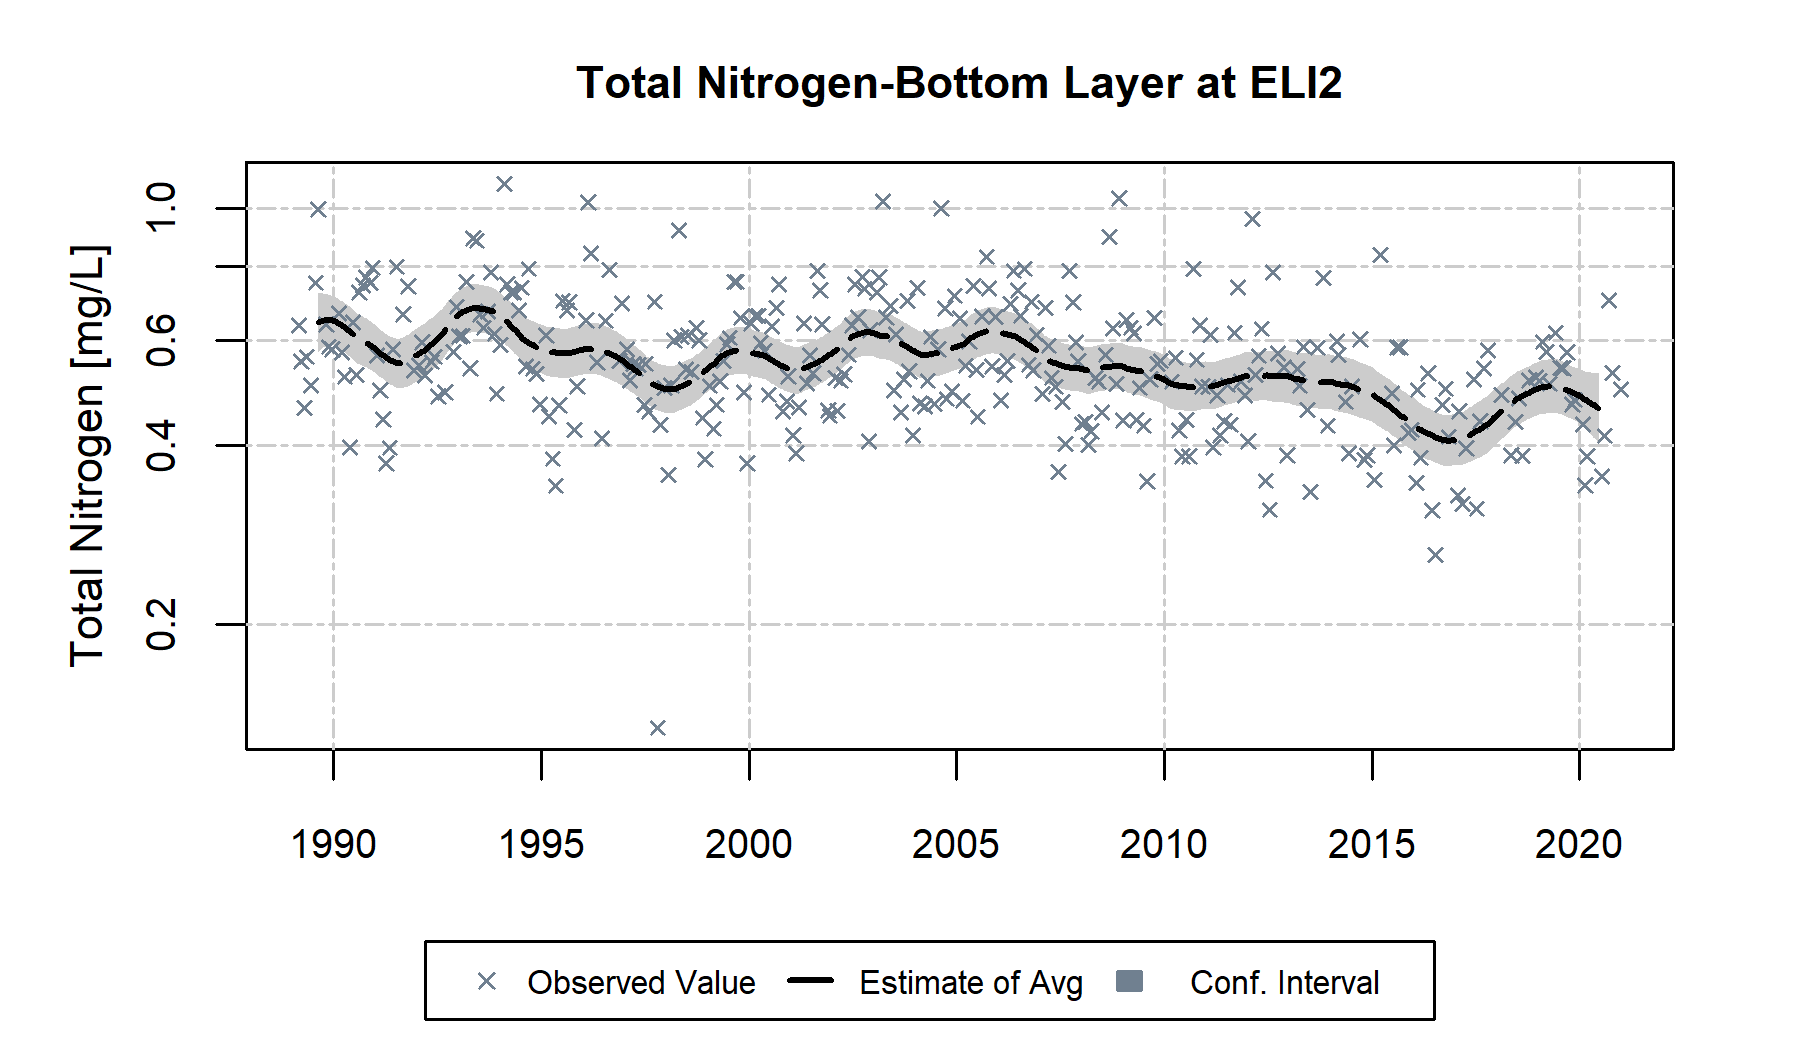 Total Nitrogen-Bottom Layer at ELI2
Total Nitrogen [mg/L]
1.0
0.6
0.4
0.2
1990 1995 2000 2005 2010 2015 2020
Observed Value Estimate of Avg Conf. Interval